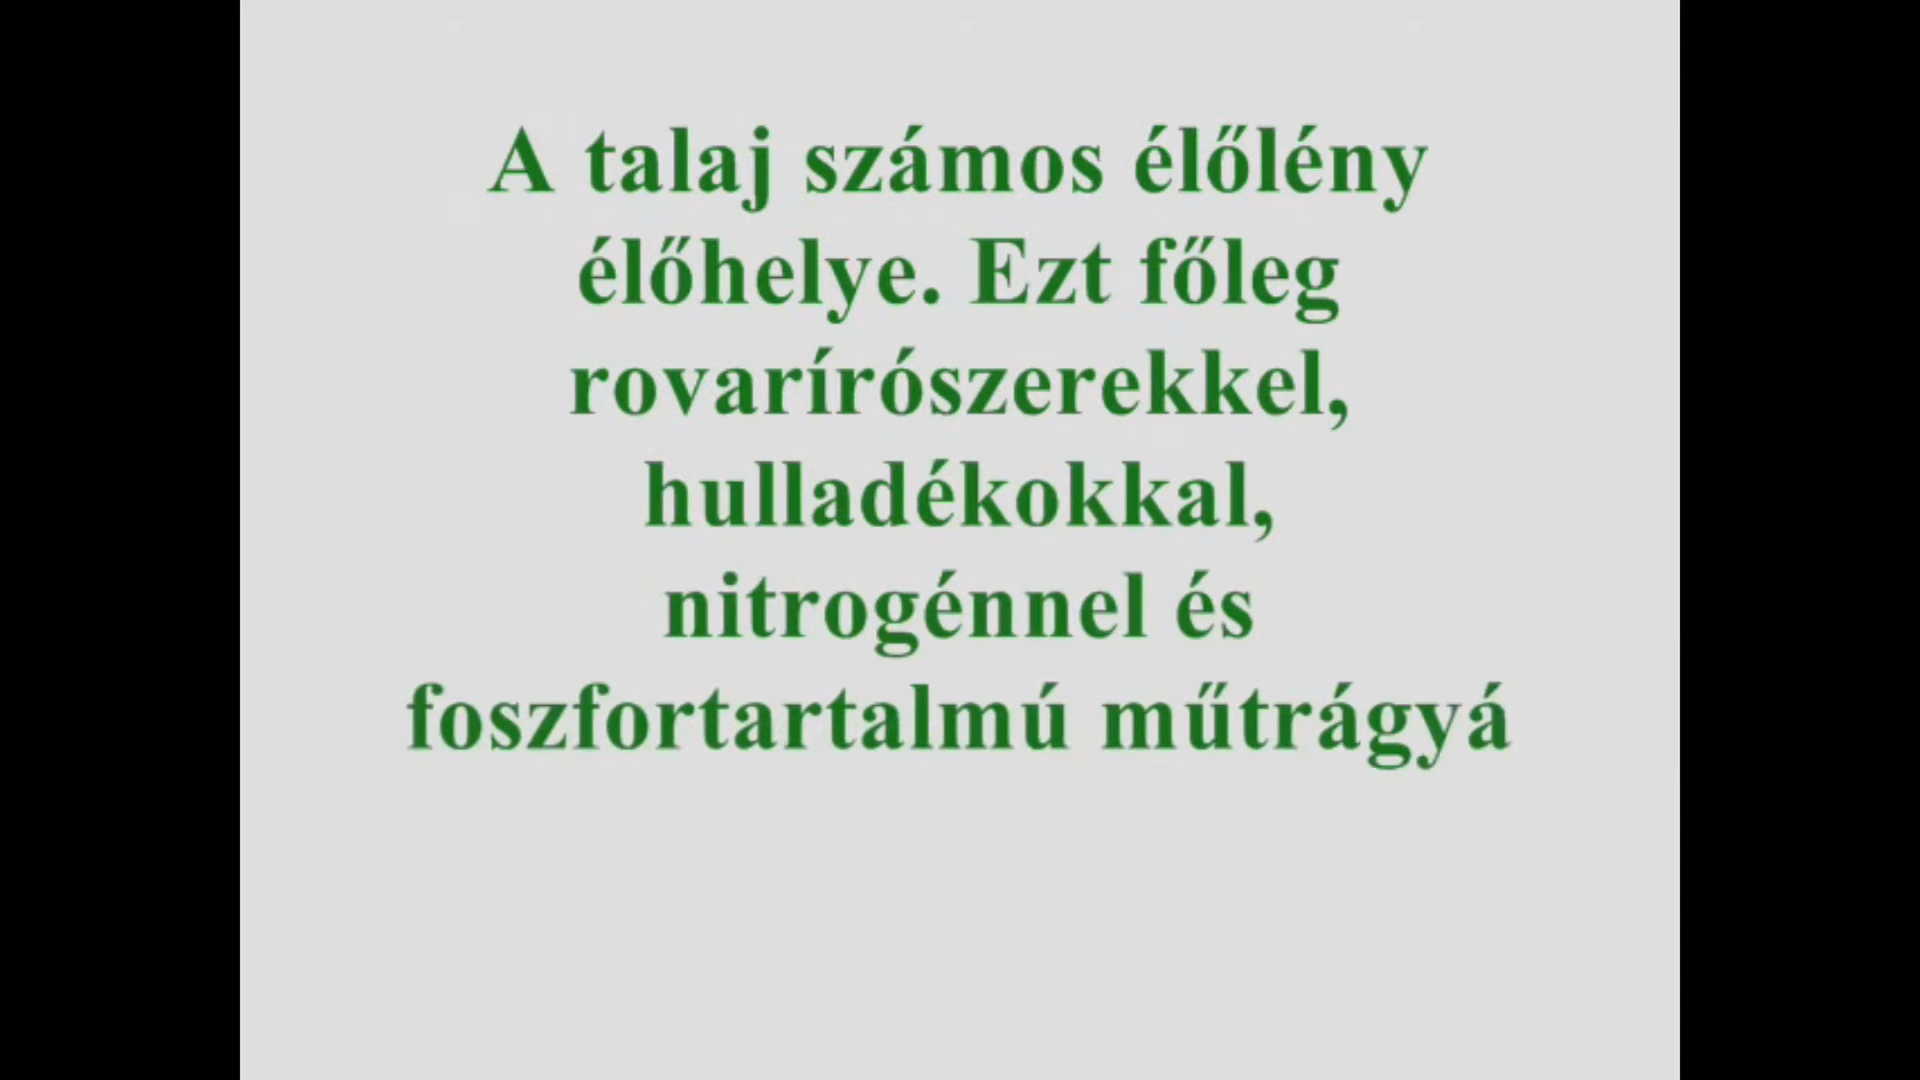 A talaj számos élőlény
élőhelye. Ezt főleg
rovarírószerekkel,
hulladékokkal,
nitrogénnel és
foszfortartalmú műtrágyá